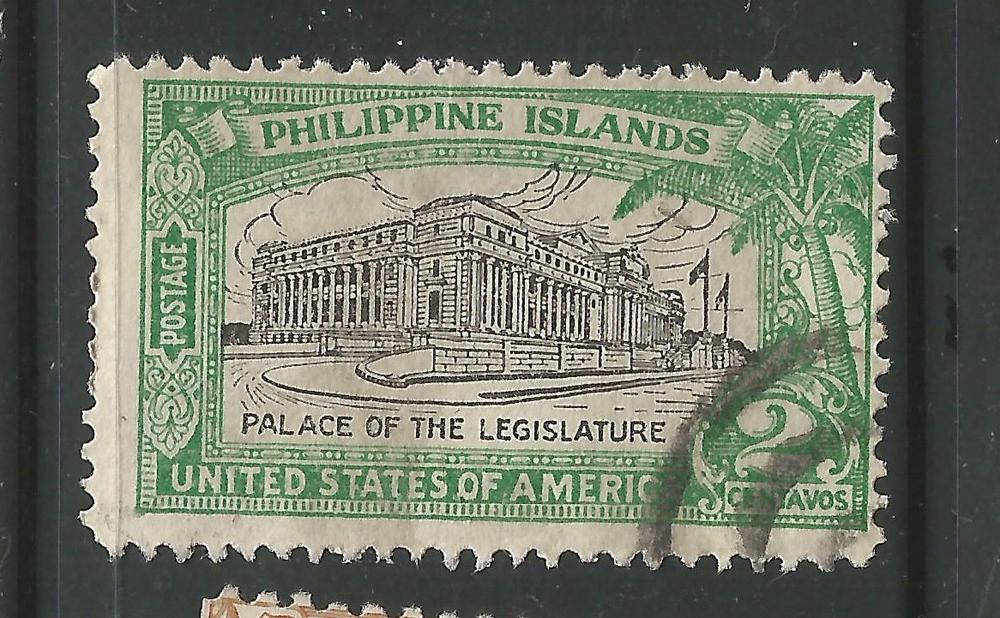 PHILIPPINE ISLANDS
POSTAGE
PALACE OF THE LEGISLATURE
UNITED STATES OF AMERICA
2
CENTAVOS